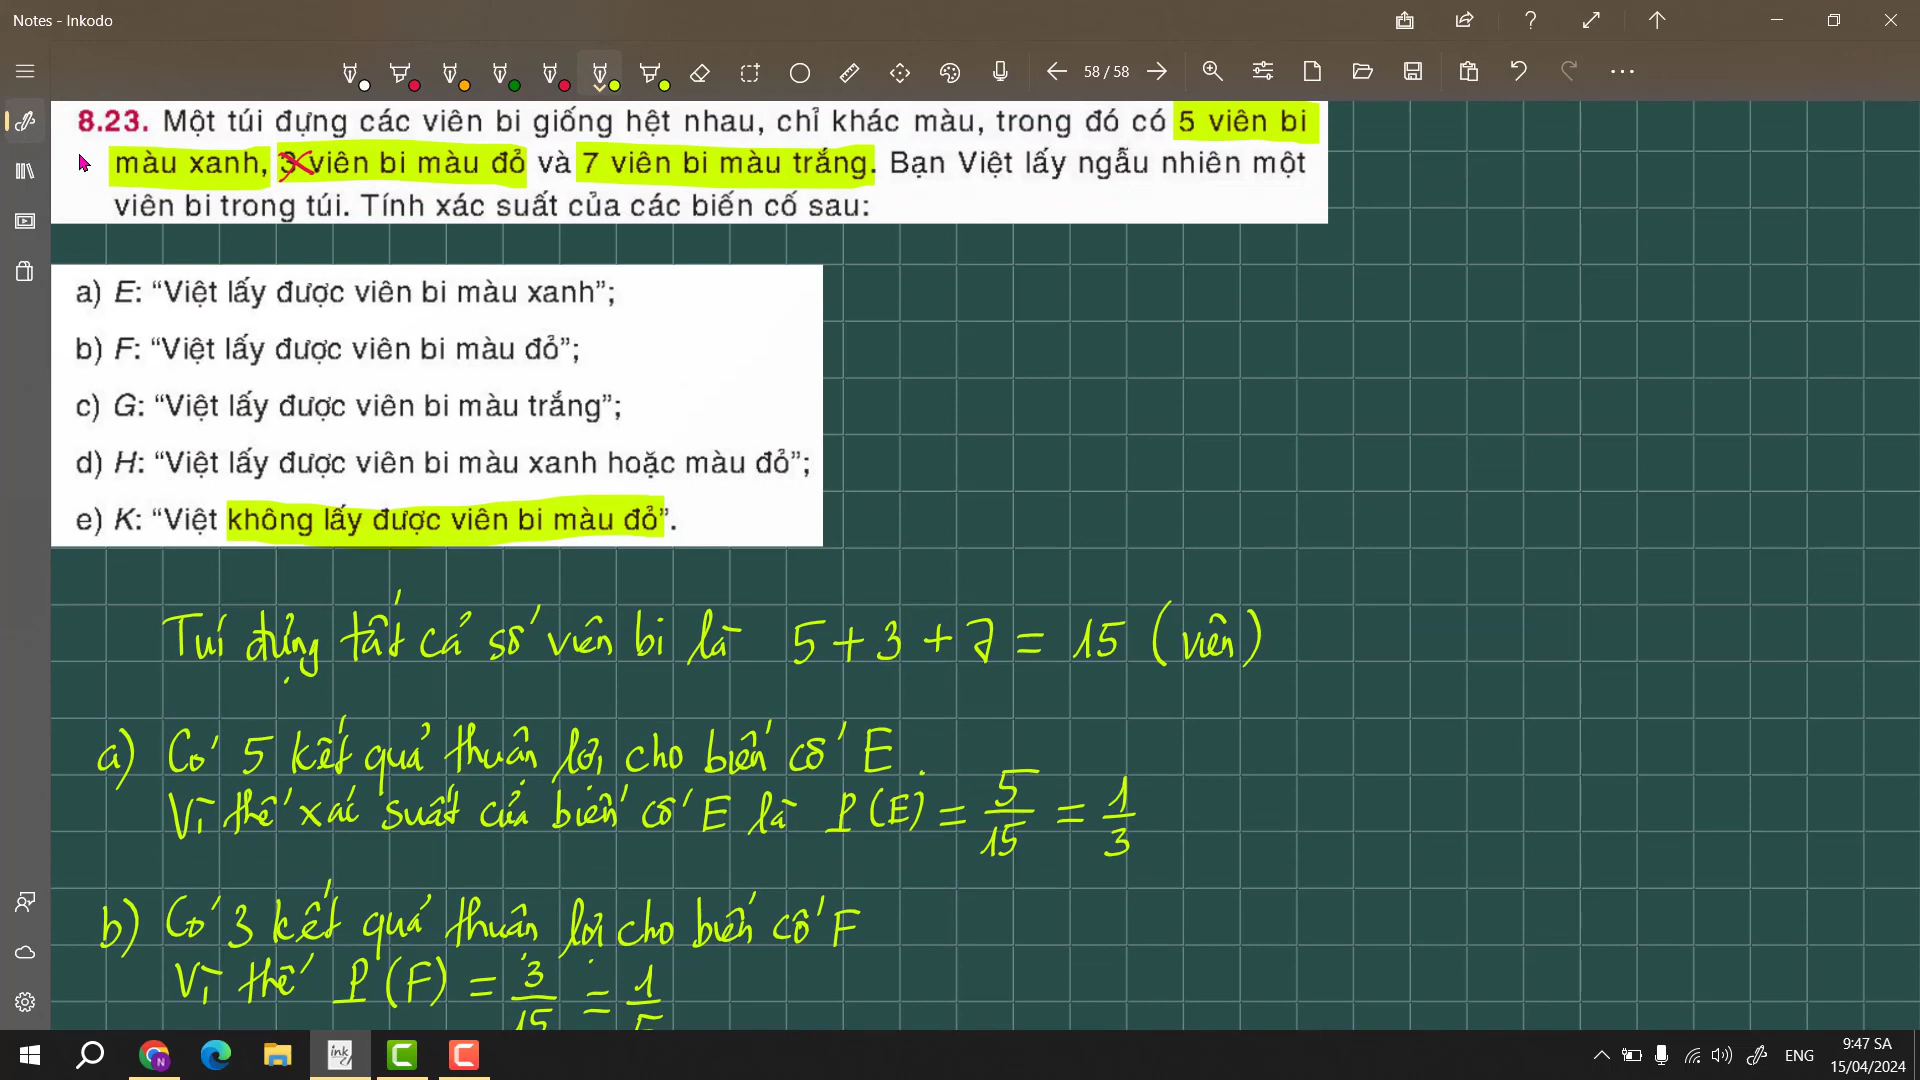 Notes - Inkodo
58 / 58
8.23. Một túi đựng các viên bi giống hệt nhau, chỉ khác màu, trong đó có 5 viên bi
màu xanh, 3 viên bi màu đỏ và 7 viên bi màu trắng. Bạn Việt lấy ngẫu nhiên một
viên bi trong túi. Tính xác suất của các biến cố sau:
a) E: “Việt lấy được viên bi màu xanh”;
b) F: “Việt lấy được viên bi màu đỏ”;
c) G: “Việt lấy được viên bi màu trắng”;
d) H: “Việt lấy được viên bi màu xanh hoặc màu đỏ”;
e) K: “Việt không lấy được viên bi màu đỏ”.
Túi đựng tất cả số viên bi là 5 + 3 + 7 = 15 (viên)
a) Có 5 kết quả thuận lợi cho biến cố E.
Vì thế xác suất của biến cố E là P(E) = 5/15 = 1/3
b) Có 3 kết quả thuận lợi cho biến cố F
Vì thế P(F) = 3/15 = 1/5
ink
ENG
9:47 SA
15/04/2024